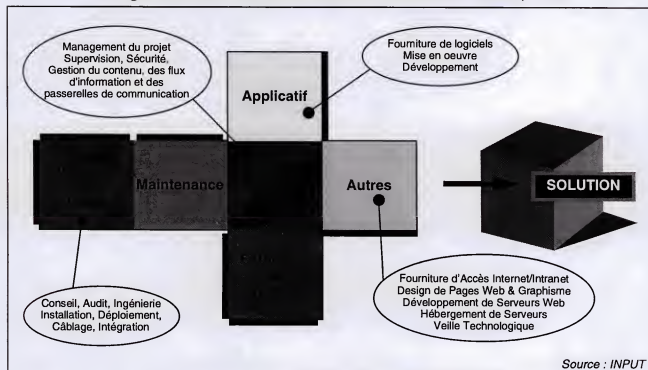 Management du projet
Supervision, Sécurité,
Gestion du contenu, des flux
d'information et des
passerelles de communication
Fourniture de logiciels
Mise en oeuvre
Développement
Applicatif
Maintenance
Autres
SOLUTION
Conseil, Audit, Ingénierie
Installation, Déploiement,
Câblage, Intégration
Fourniture d'Accès Internet/Intranet
Design de Pages Web & Graphisme
Développement de Serveurs Web
Hébergement de Serveurs
Veille Technologique
Source : INPUT